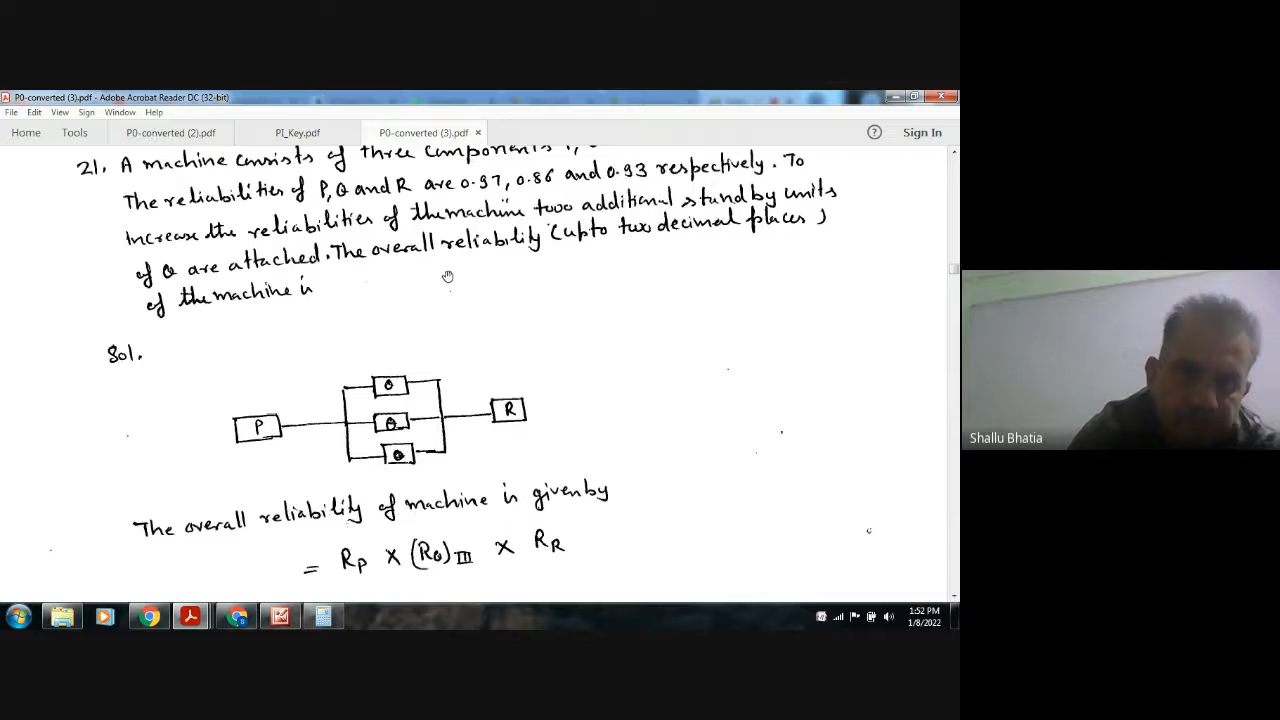 P0-converted (3).pdf - Adobe Acrobat Reader DC (32-bit)
File Edit View Sign Window Help
Home Tools P0-converted (2).pdf PI_Key.pdf P0-converted (3).pdf × ? Sign In
21. A machine consists of three components
The reliabilities of P, Q and R are 0.97, 0.86 and 0.93 respectively. To
Increase the reliabilities of the machine two additional standby units
of Q are attached. The overall reliability (upto two decimal places)
of the machine is
Sol.
Q
P Q R
Q
The overall reliability of machine is given by
= RP × (RQ)III × RR
Shallu Bhatia
1:52 PM
1/8/2022